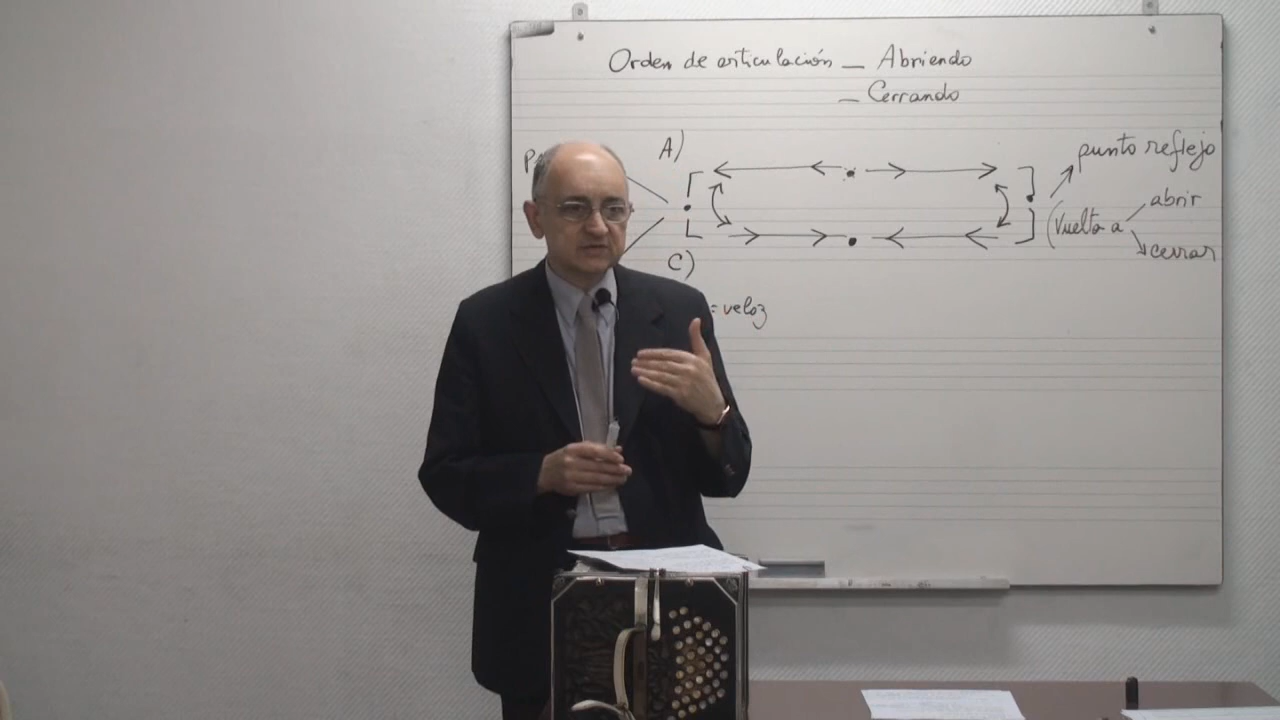 Orden de articulación — Abriendo
— Cerrando
A)
punto reflejo
(Vuelta a
abrir
cerrar
C)
= veloz